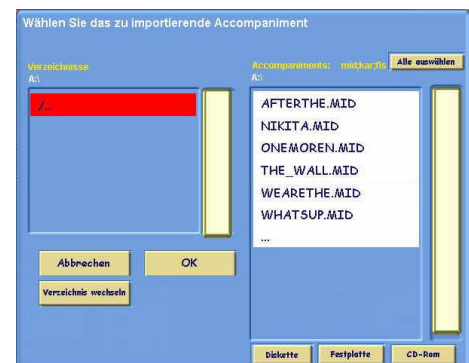 Wählen Sie das zu importierende Accompaniment
Verzeichnisse
A:\
/..
Abbrechen
OK
Verzeichnis wechseln
Accompaniments: mid;kar;fls
Alle auswählen
A:\
AFTERTHE.MID
NIKITA.MID
ONEMOREN.MID
THE_WALL.MID
WEARETHE.MID
WHATSUP.MID
...
Diskette
Festplatte
CD-Rom